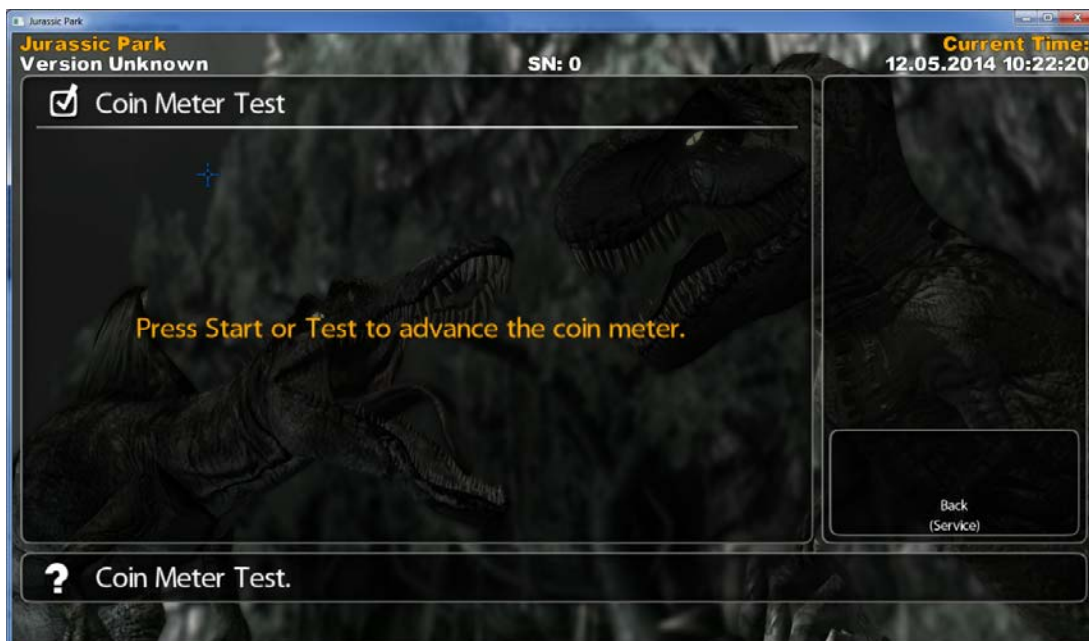 Jurassic Park
Jurassic Park
Current Time:
Version Unknown
SN: 0
12.05.2014 10:22:20
Coin Meter Test
Press Start or Test to advance the coin meter.
Back
(Service)
? Coin Meter Test.